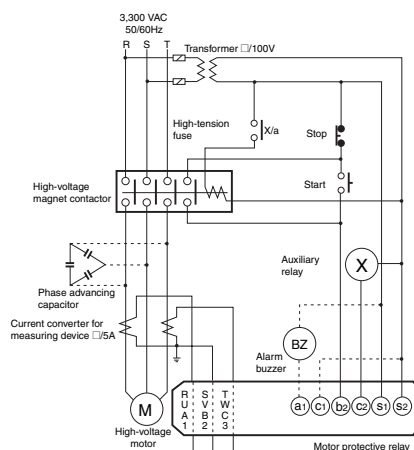 3,300 VAC
50/60Hz
R S T
Transformer □/100V
High-tension
fuse
X/a
Stop
Start
High-voltage
magnet contactor
Auxiliary
relay
X
Phase advancing
capacitor
Current converter for
measuring device □/5A
Alarm
buzzer
BZ
M
High-voltage
motor
R S T
U V W
A B C
1 2 3
a1 c1 b2 c2 s1 s2
Motor protective relay